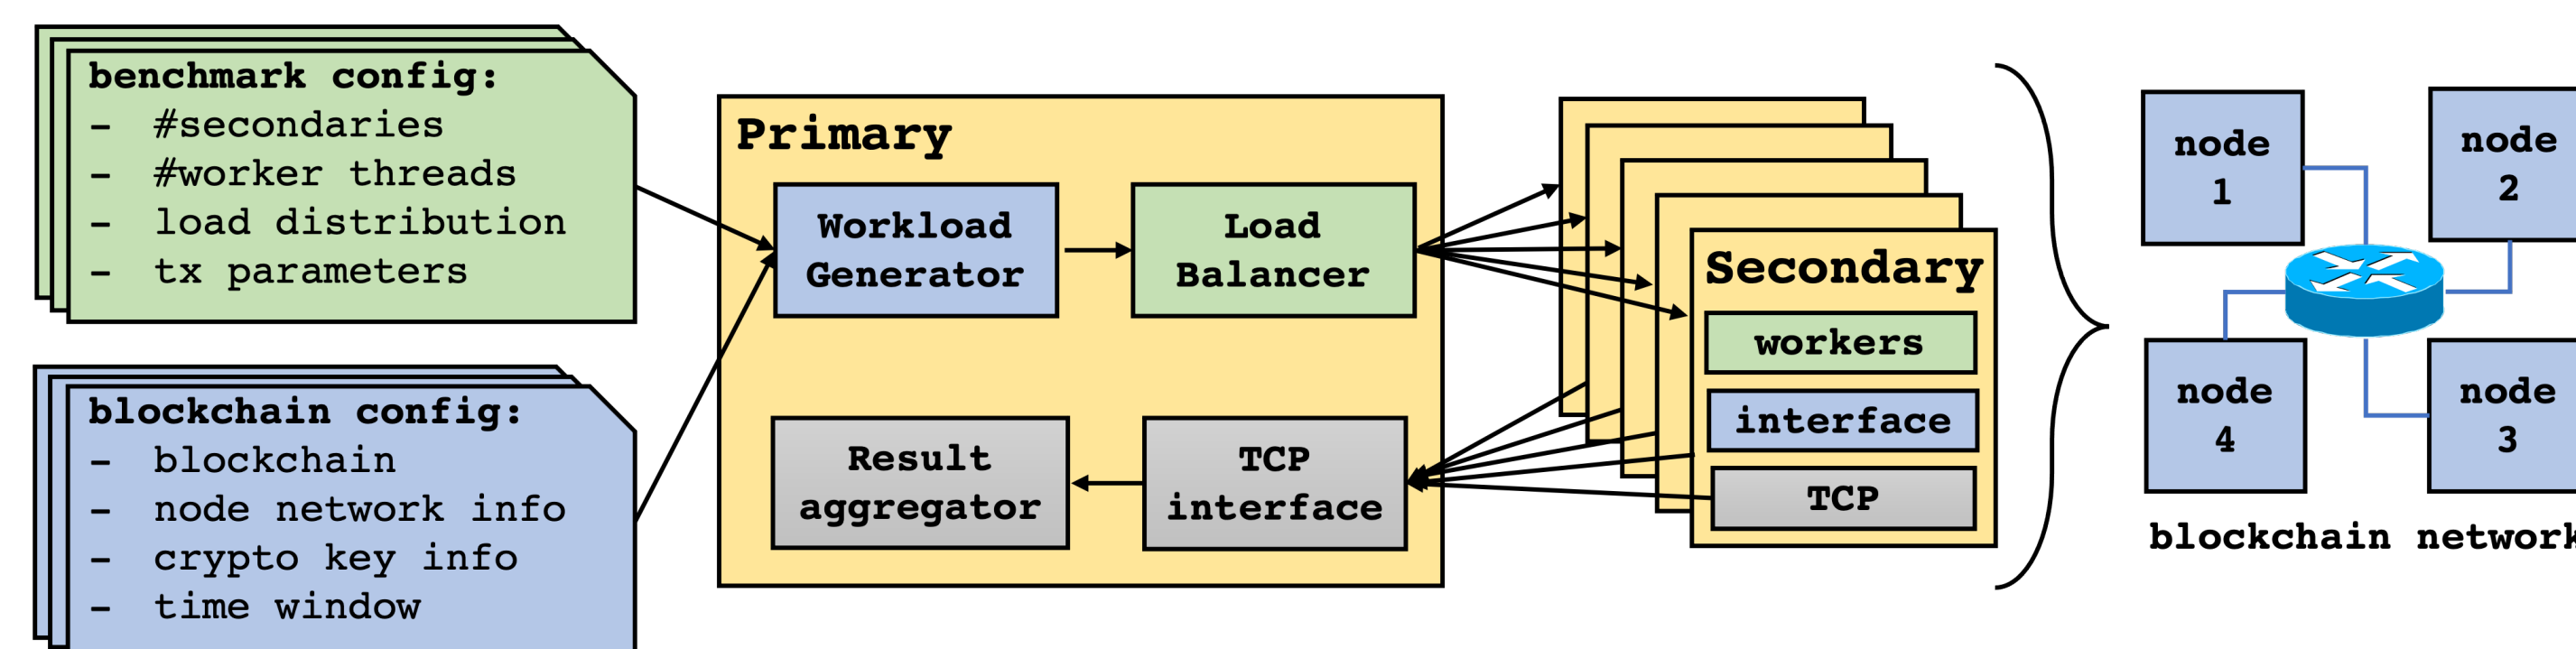 benchmark config:
- #secondaries
- #worker threads
- load distribution
- tx parameters
blockchain config:
- blockchain
- node network info
- crypto key info
- time window
Primary
Workload
Generator
Load
Balancer
Result
aggregator
TCP
interface
Secondary
workers
interface
TCP
node
1
node
2
node
4
node
3
blockchain network